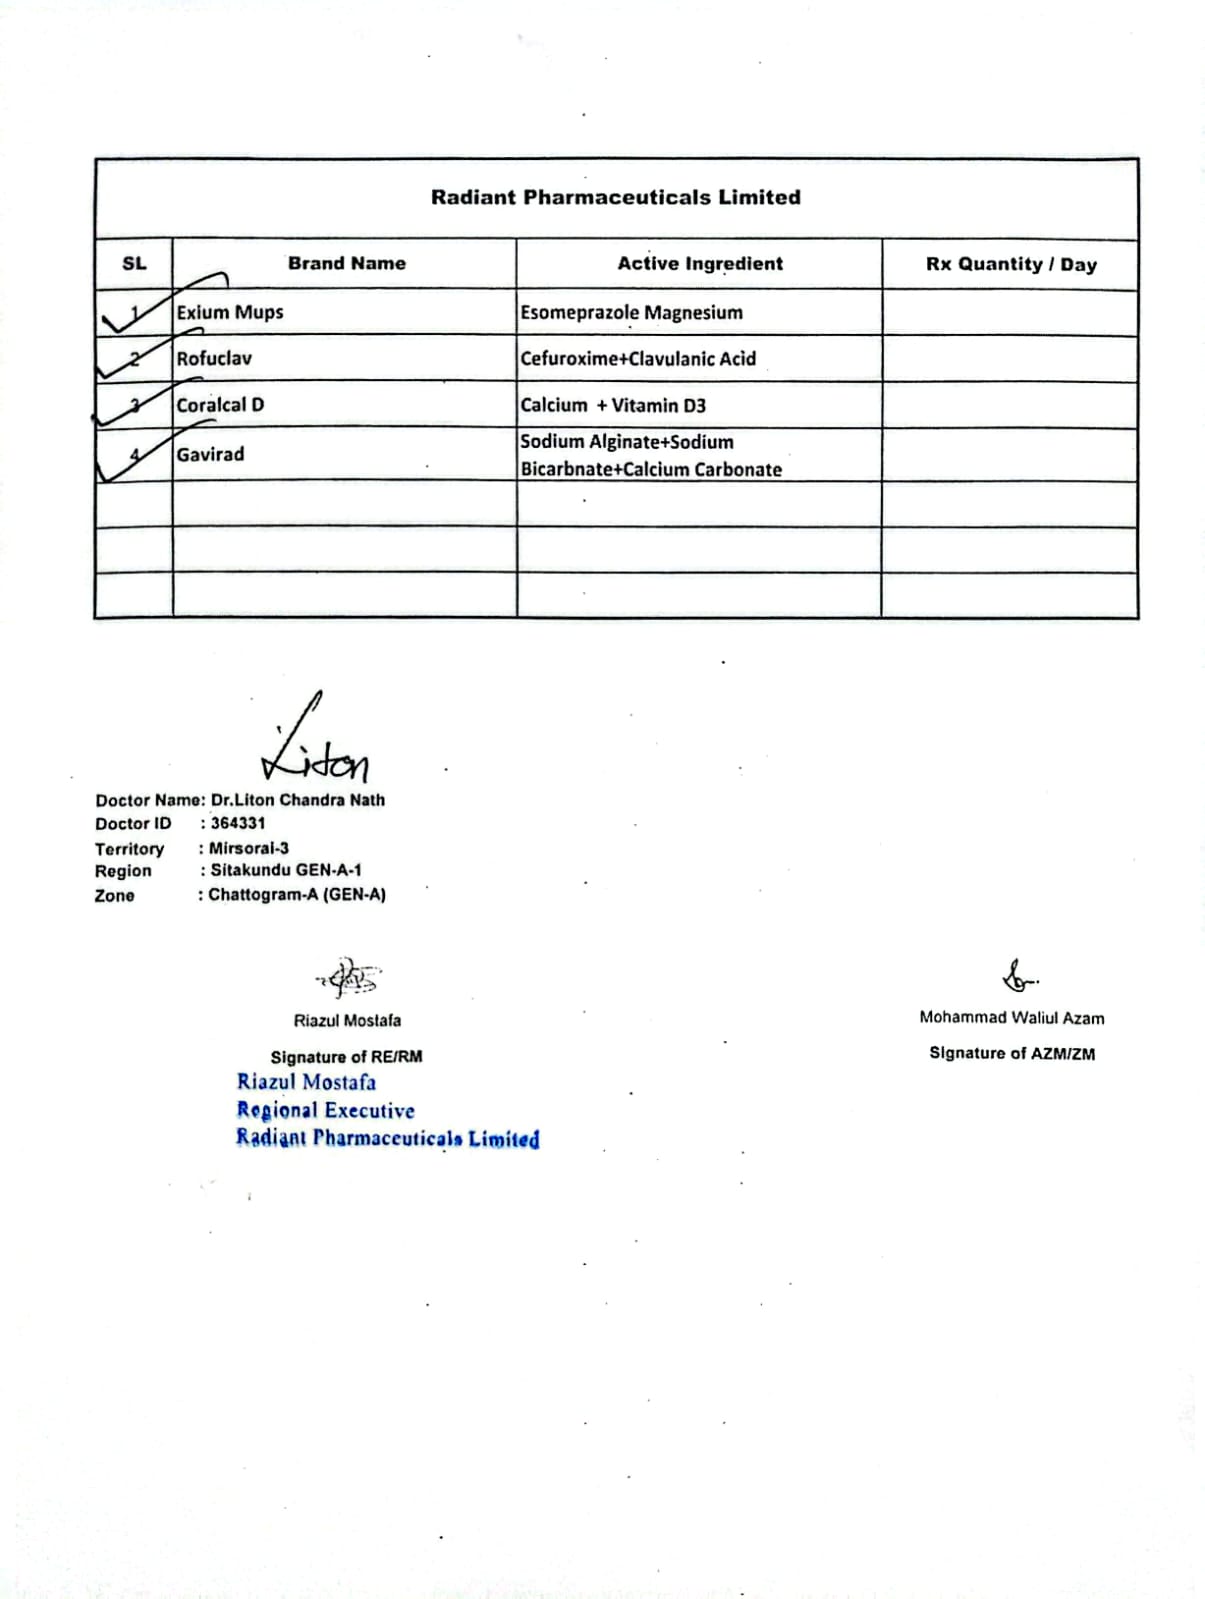 Radiant Pharmaceuticals Limited
SL Brand Name Active Ingredient Rx Quantity / Day
1 Exium Mups Esomeprazole Magnesium
2 Rofuclav Cefuroxime+Clavulanic Acid
3 Coralcal D Calcium + Vitamin D3
4 Gavirad Sodium Alginate+Sodium
Bicarbnate+Calcium Carbonate
Liton
Doctor Name: Dr.Liton Chandra Nath
Doctor ID : 364331
Territory : Mirsorai-3
Region : Sitakundu GEN-A-1
Zone : Chattogram-A (GEN-A)
Riazul Mostafa
Mohammad Waliul Azam
Signature of RE/RM
Signature of AZM/ZM
Riazul Mostafa
Regional Executive
Radiant Pharmaceuticals Limited